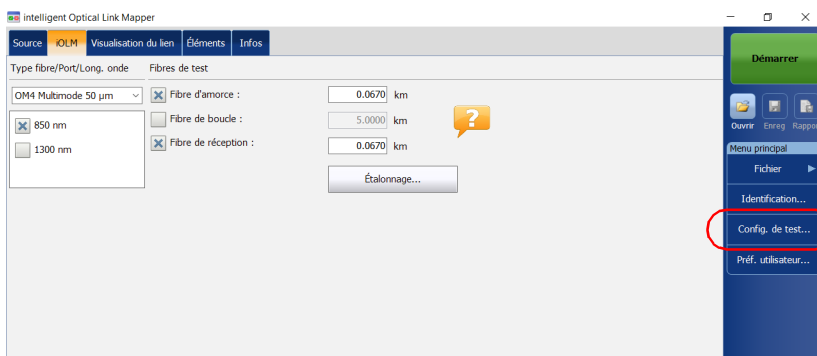 intelligent Optical Link Mapper
Source iOLM Visualisation du lien Éléments Infos
Démarrer
Type fibre/Port/Long. onde Fibres de test
OM4 Multimode 50 µm
Fibre d'amorce : 0.0670 km
Fibre de boucle : 5.0000 km
Fibre de réception : 0.0670 km
850 nm
1300 nm
?
Étalonnage...
Ouvrir Enreg Rappo
Menu principal
Fichier
Identification...
Config. de test...
Préf. utilisateur...